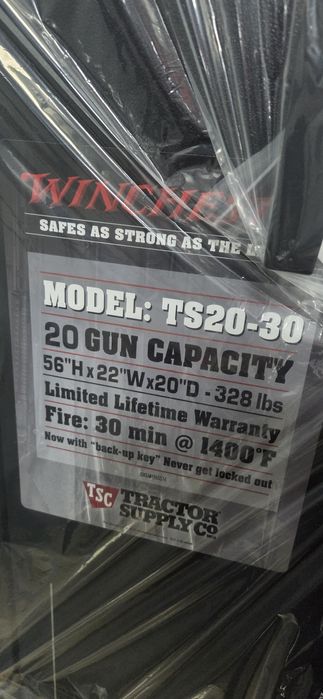 WINCHE
SAFES AS STRONG AS THE
MODEL: TS20-30
20 GUN CAPACITY
56"H x 22"W x 20"D - 328 lbs
Limited Lifetime Warranty
Fire: 30 min @ 1400°F
Now with "back-up key" Never get locked out
TSC TRACTOR
SUPPLY CO